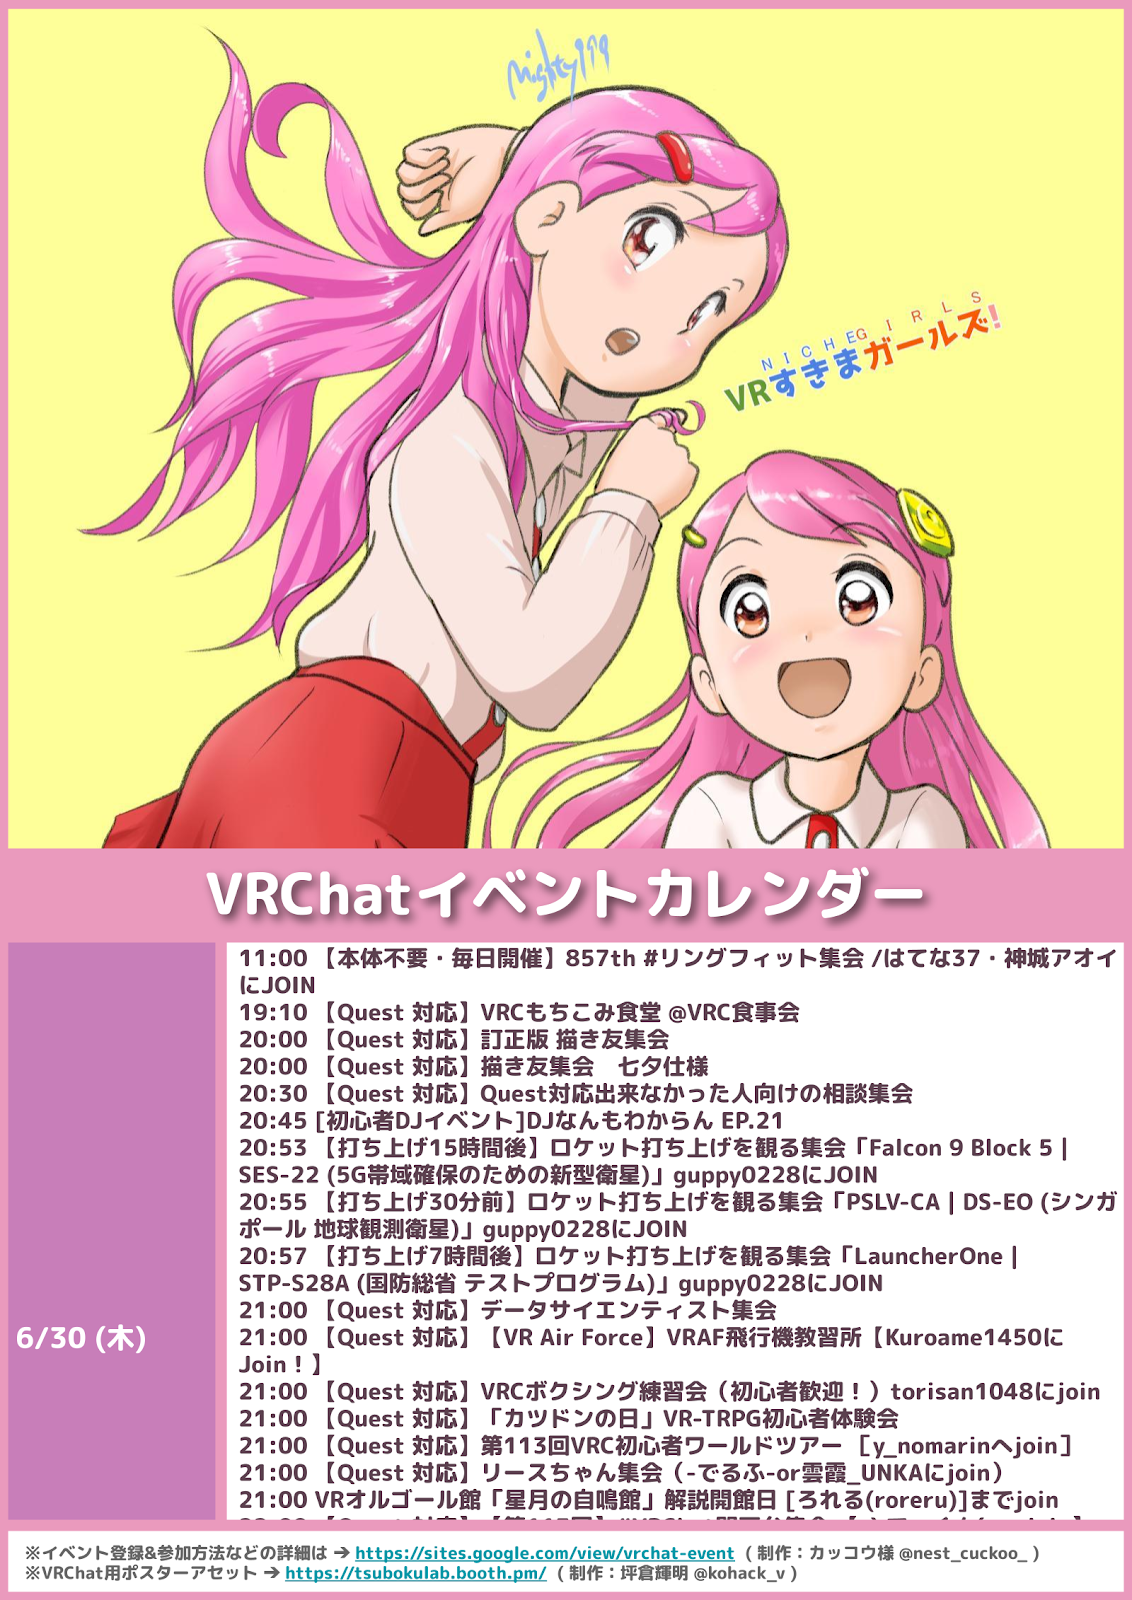 mighty999
NICHE GIRLS
VRすきまガールズ!
VRChatイベントカレンダー
6/30 (木)
11:00 【本体不要・毎日開催】857th #リングフィット集会 /はてな37・神城アオイ
にJOIN
19:10 【Quest 対応】VRCもちこみ食堂 @VRC食事会
20:00 【Quest 対応】訂正版 描き友集会
20:00 【Quest 対応】描き友集会　七夕仕様
20:30 【Quest 対応】Quest対応出来なかった人向けの相談集会
20:45 [初心者DJイベント]DJなんもわからん EP.21
20:53 【打ち上げ15時間後】ロケット打ち上げを観る集会「Falcon 9 Block 5 |
SES-22 (5G帯域確保のための新型衛星)」guppy0228にJOIN
20:55 【打ち上げ30分前】ロケット打ち上げを観る集会「PSLV-CA | DS-EO (シンガ
ポール 地球観測衛星)」guppy0228にJOIN
20:57 【打ち上げ7時間後】ロケット打ち上げを観る集会「LauncherOne |
STP-S28A (国防総省 テストプログラム)」guppy0228にJOIN
21:00 【Quest 対応】データサイエンティスト集会
21:00 【Quest 対応】【VR Air Force】VRAF飛行機教習所【Kuroame1450に
Join！】
21:00 【Quest 対応】VRCボクシング練習会（初心者歓迎！）torisan1048にjoin
21:00 【Quest 対応】「カツドンの日」VR-TRPG初心者体験会
21:00 【Quest 対応】第113回VRC初心者ワールドツアー ［y_nomarinへjoin］
21:00 【Quest 対応】リースちゃん集会（-でるふ-or雲霞_UNKAにjoin）
21:00 VRオルゴール館「星月の自鳴館」解説開館日 [ろれる(roreru)]までjoin
※イベント登録&参加方法などの詳細は ➔ https://sites.google.com/view/vrchat-event ( 制作：カッコウ様 @nest_cuckoo_ )
※VRChat用ポスターアセット ➔ https://tsubokulab.booth.pm/ ( 制作：坪倉輝明 @kohack_v )